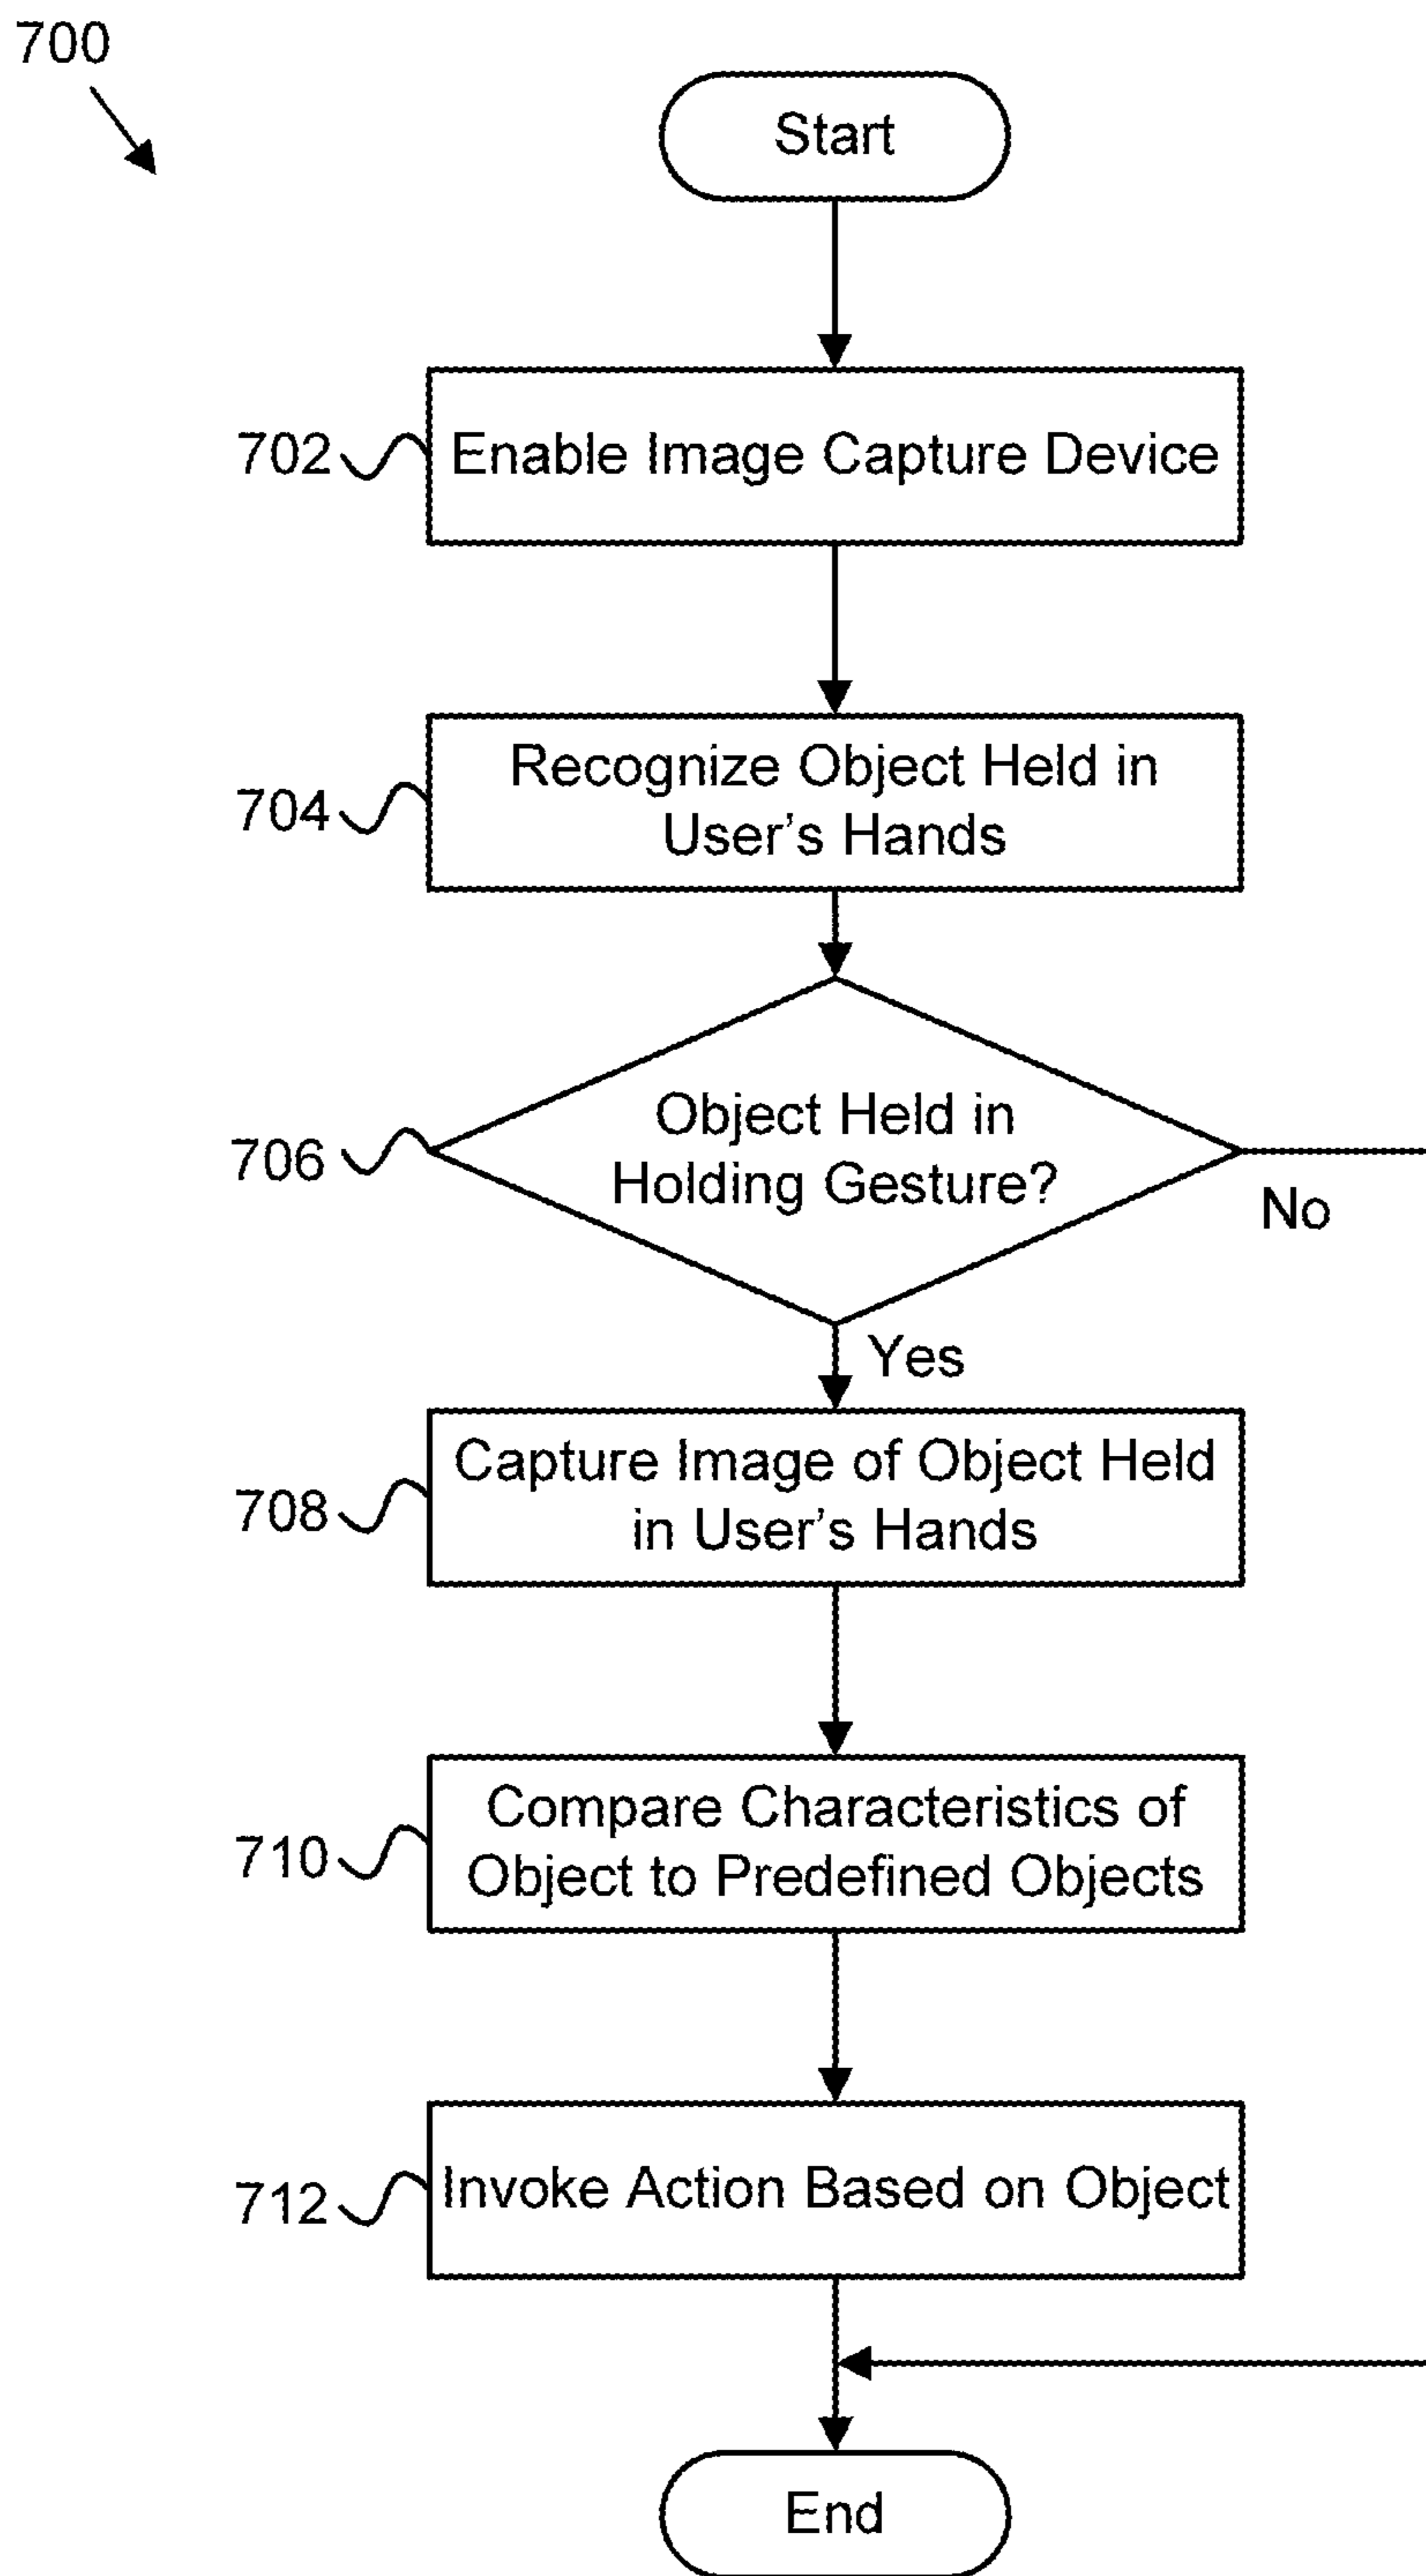 700
Start
702
Enable Image Capture Device
704
Recognize Object Held in
User's Hands
706
Object Held in
Holding Gesture?
No
Yes
708
Capture Image of Object Held
in User's Hands
710
Compare Characteristics of
Object to Predefined Objects
712
Invoke Action Based on Object
End